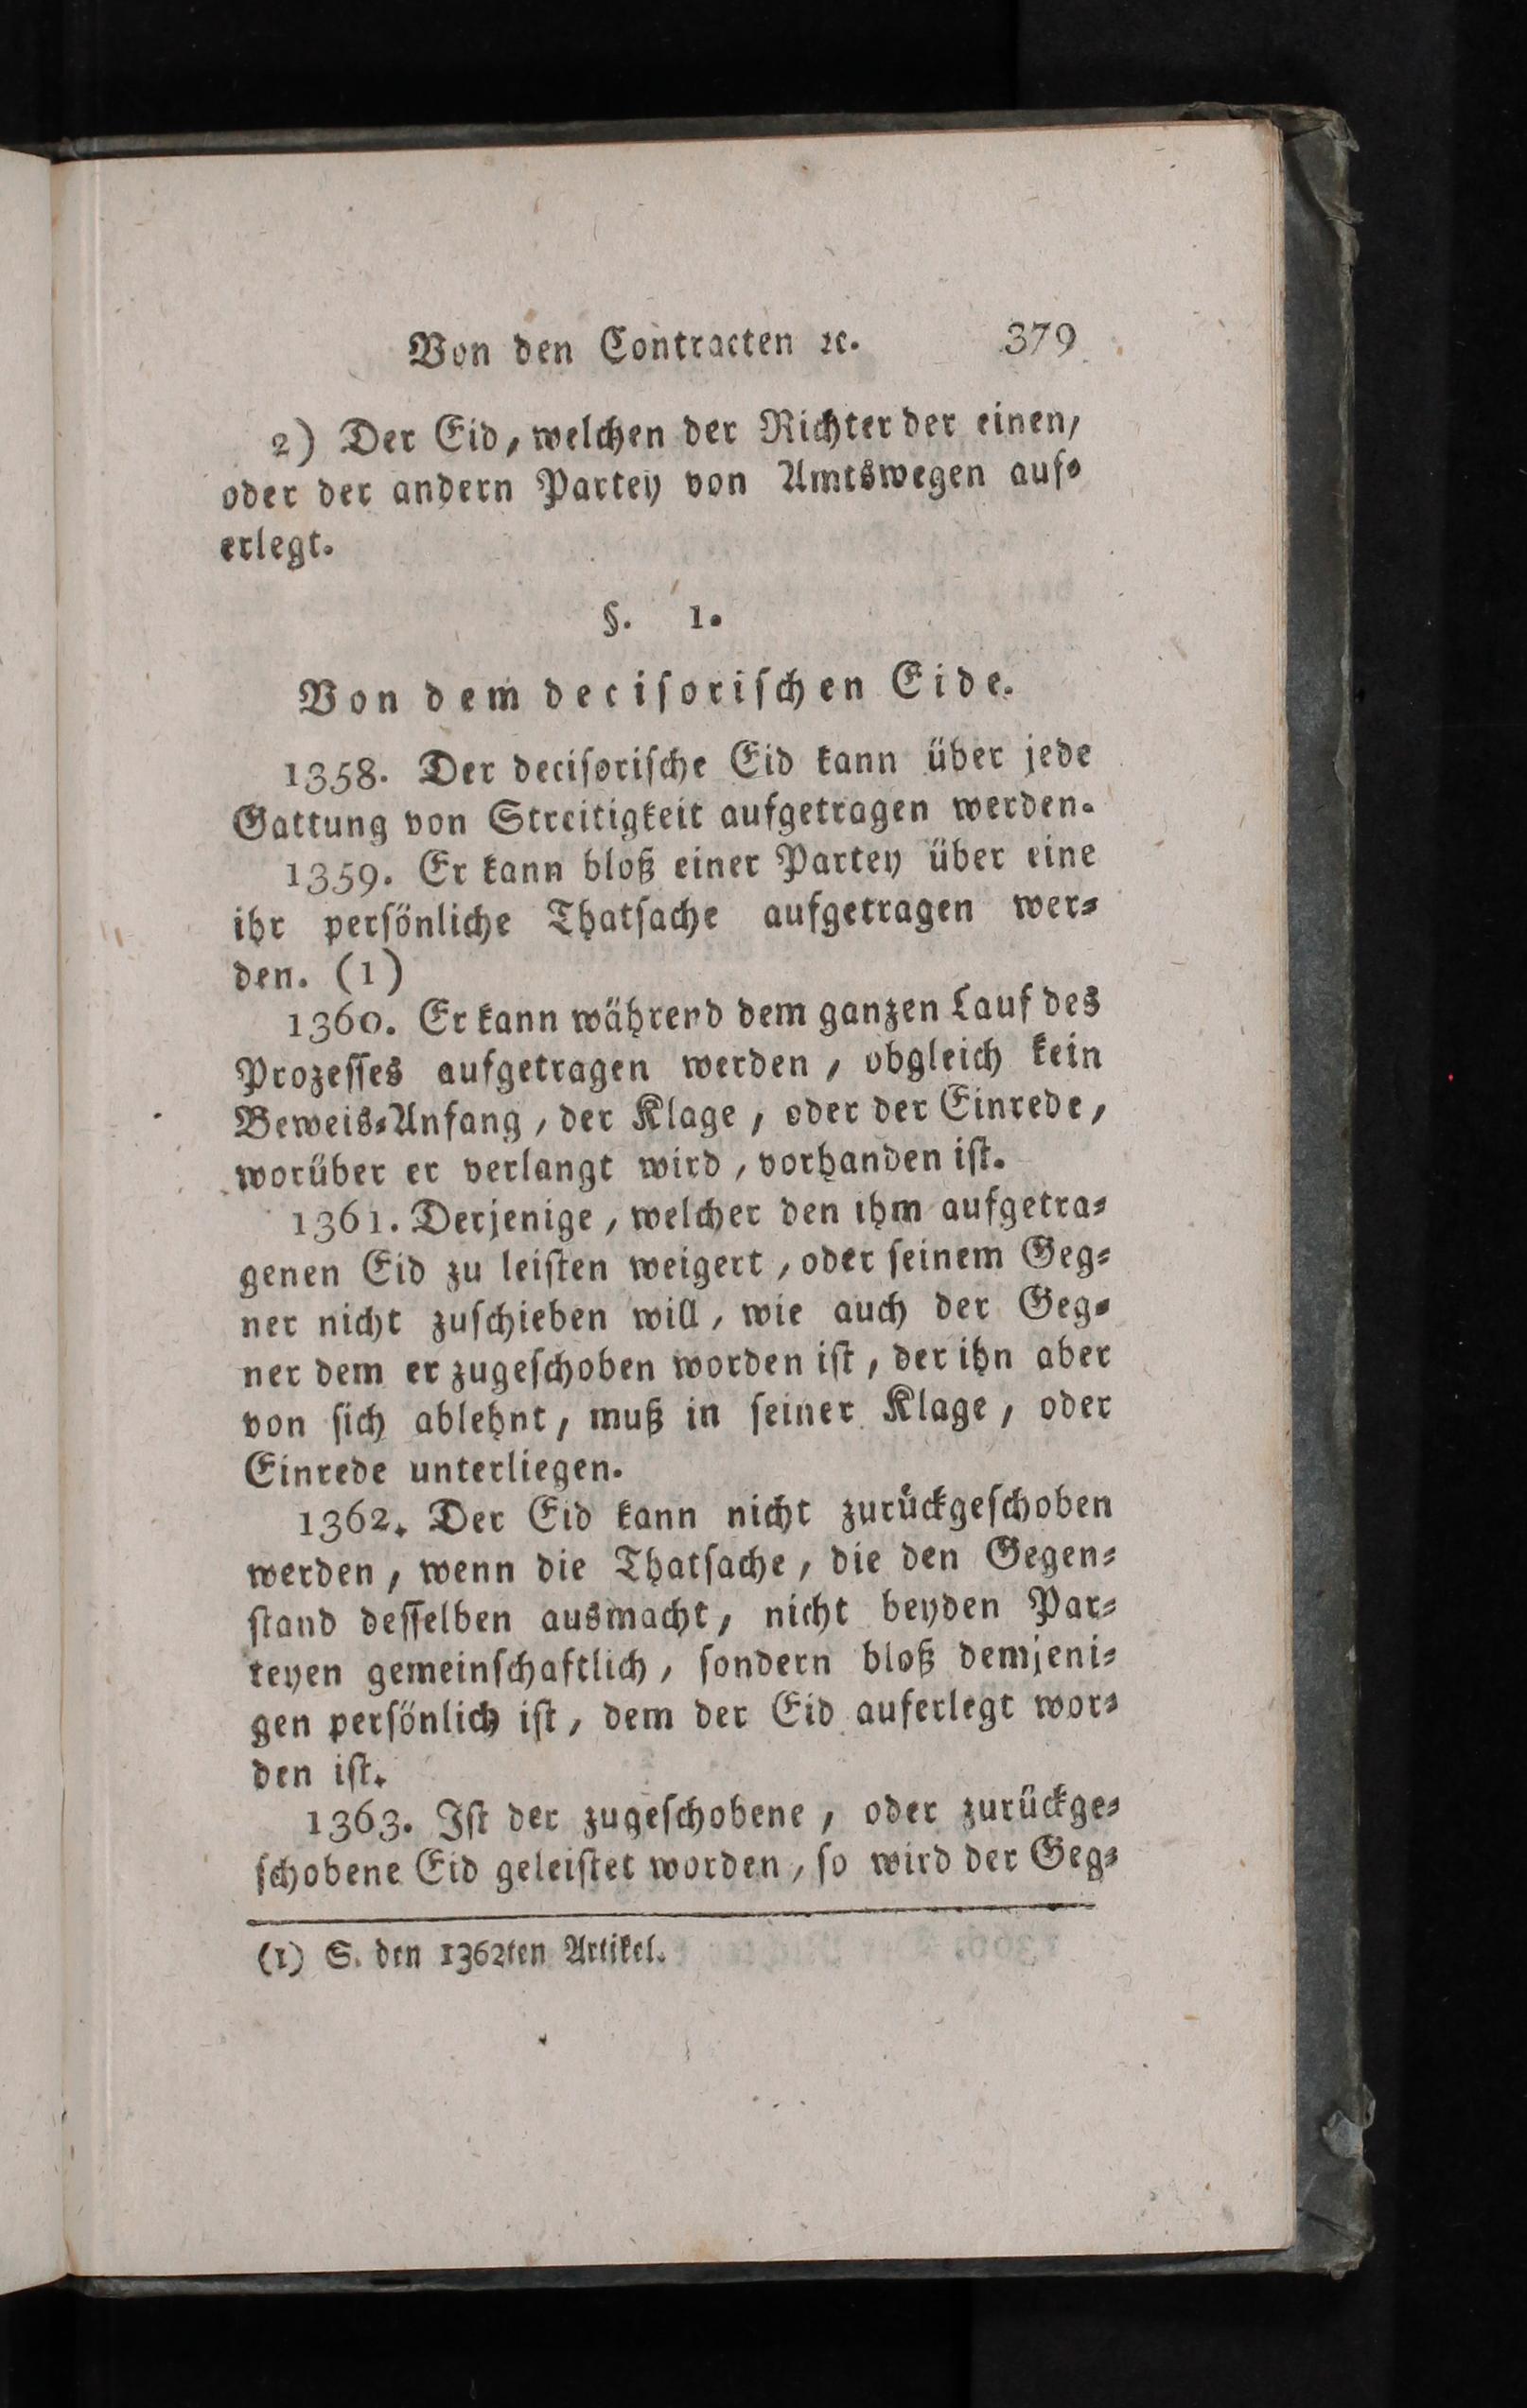 Von den Contracten ꝛc. 379
2) Der Eid, welchen der Richter der einen,
oder der andern Partey von Amtswegen auf⸗
erlegt.
§. 1.
Von dem deciſoriſchen Eide.
1358. Der deciſoriſche Eid kann über jede
Gattung von Streitigkeit aufgetragen werden.
1359. Er kann bloß einer Partey über eine
ihr perſönliche Thatſache aufgetragen wer⸗
den. (1)
1360. Er kann während dem ganzen Lauf des
Prozeſſes aufgetragen werden, obgleich kein
Beweis⸗Anfang, der Klage, oder der Einrede,
worüber er verlangt wird, vorhanden iſt.
1361. Derjenige, welcher den ihm aufgetra⸗
genen Eid zu leiſten weigert, oder ſeinem Geg⸗
ner nicht zuſchieben will, wie auch der Geg⸗
ner dem er zugeſchoben worden iſt, der ihn aber
von ſich ablehnt, muß in ſeiner Klage, oder
Einrede unterliegen.
1362. Der Eid kann nicht zuruͤckgeſchoben
werden, wenn die Thatſache, die den Gegen⸗
ſtand deſſelben ausmacht, nicht beyden Par⸗
teyen gemeinſchaftlich, ſondern bloß demjeni⸗
gen perſönlich iſt, dem der Eid auferlegt wor⸗
den iſt.
1363. Iſt der zugeſchobene, oder zurückge⸗
ſchobene Eid geleiſtet worden, ſo wird der Geg⸗
(1) S. den 1362ten Artikel.